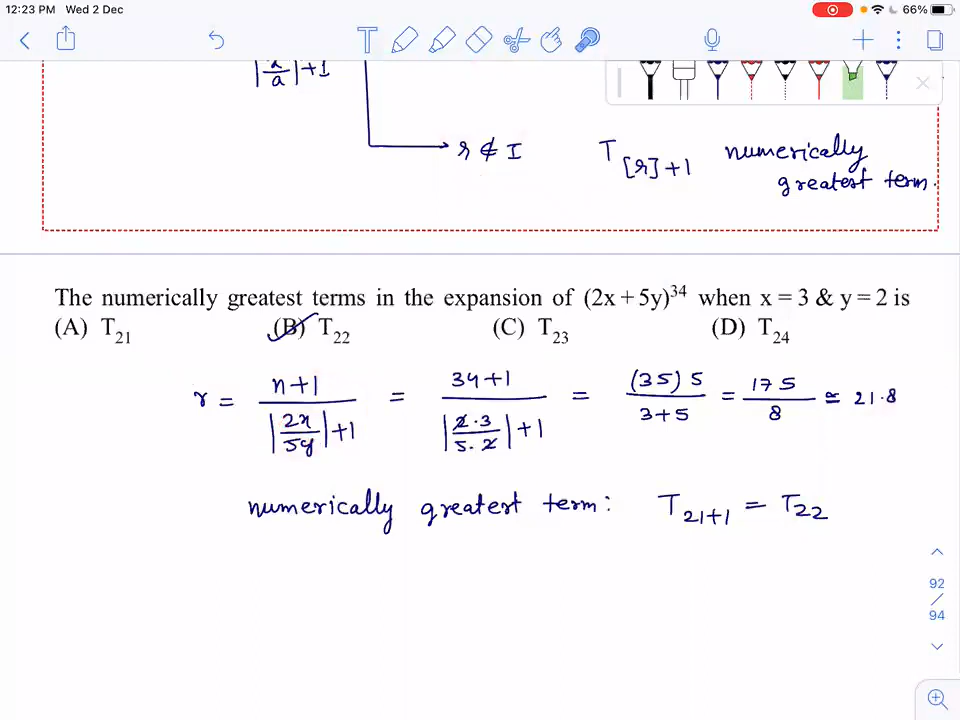 12:23 PM Wed 2 Dec 66%
|x/a|+1
r ∉ I T[r]+1 numerically
greatest term.
The numerically greatest terms in the expansion of (2x + 5y)^34 when x = 3 & y = 2 is
(A) T21 (B) T22 (C) T23 (D) T24
r = (n+1)/(|2x/5y|+1) = (34+1)/(|2·3/5·2|+1) = (35)5/(3+5) = 175/8 ≃ 21.8
numerically greatest term: T21+1 = T22
92
/
94